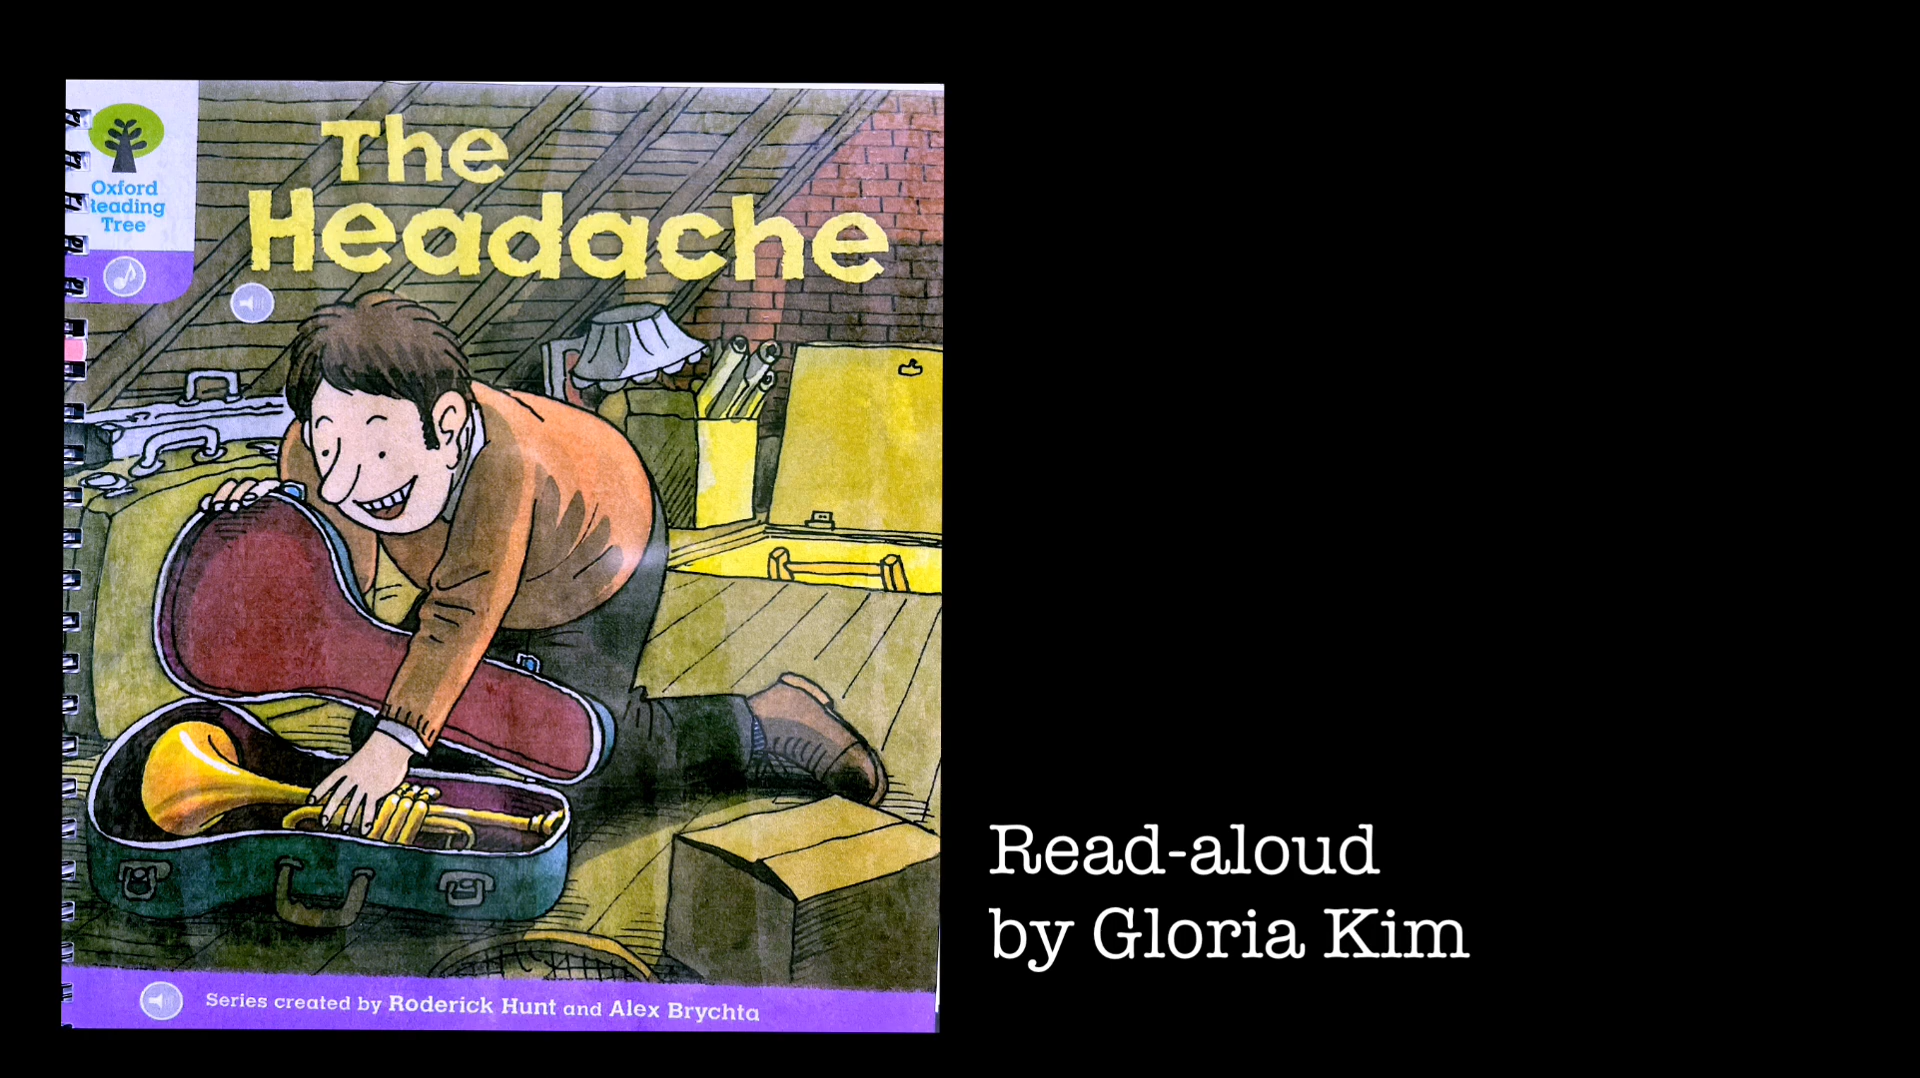 Oxford
Reading
Tree
The
Headache
Series created by Roderick Hunt and Alex Brychta
Read-aloud
by Gloria Kim